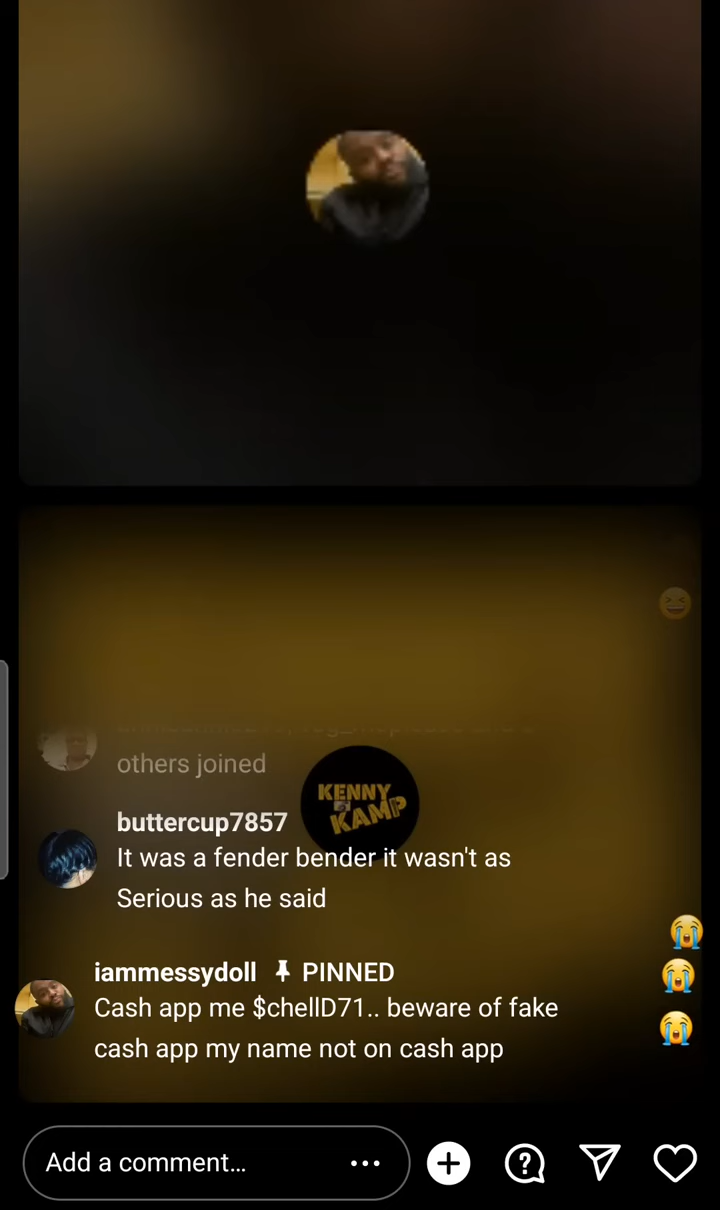 others joined
KENNY
KAMP
buttercup7857
It was a fender bender it wasn't as
Serious as he said
iammessydoll PINNED
Cash app me $chellD71.. beware of fake
cash app my name not on cash app
Add a comment...